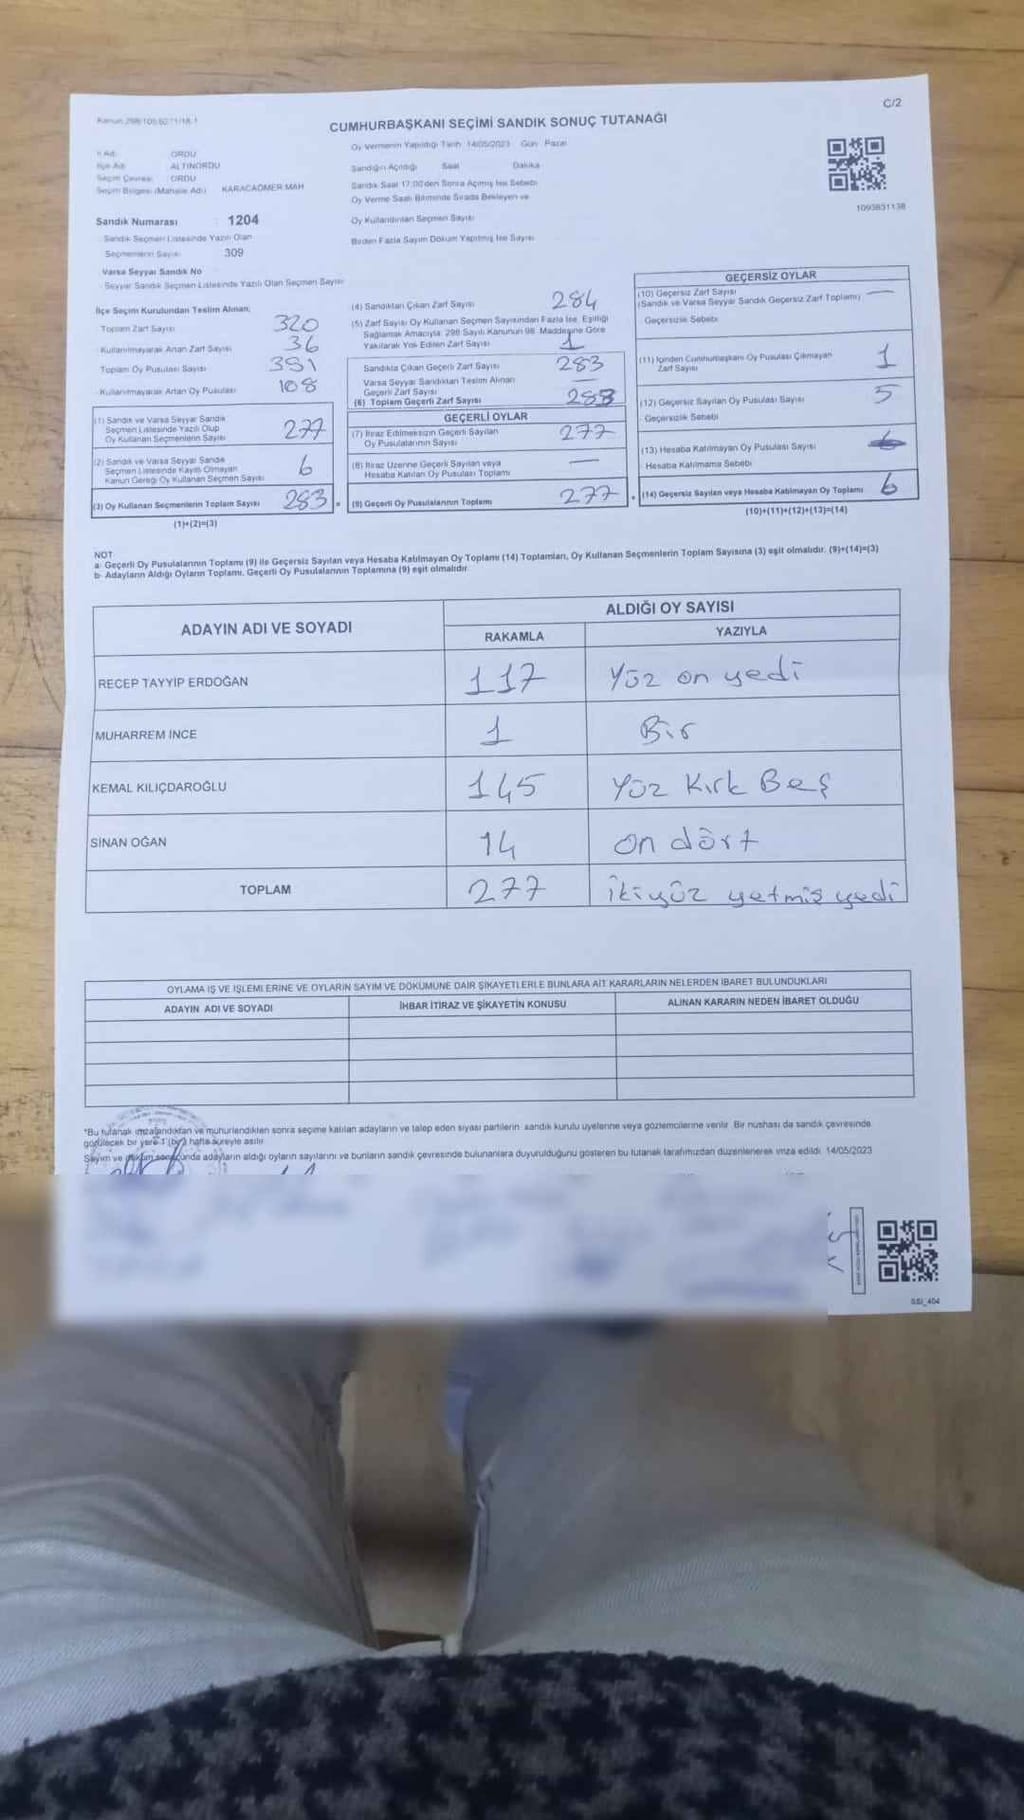 C/2
CUMHURBAŞKANI SEÇİMİ SANDIK SONUÇ TUTANAĞI
Oy Vermenin Yapıldığı Tarih 14/05/2023 Gün Pazar
İl Adı ORDU
İlçe Adı ALTINORDU
Seçim Çevresi ORDU
Seçim Bölgesi (Mahalle Adı) KARACAÖMER MAH
Sandığın Açıldığı Saat Dakika
Sandık Saat 17:00'den Sonra Açılmış İse Sebebi
Oy Verme Saati Bitiminde Sırada Bekleyen ve
Oy Kullandırılan Seçmen Sayısı
Birden Fazla Sayım Döküm Yapılmış İse Sayısı
1093831138
Sandık Numarası 1204
Sandık Seçmen Listesinde Yazılı Olan
Seçmenlerin Sayısı 309
Varsa Seyyar Sandık No
Seyyar Sandık Seçmen Listesinde Yazılı Olan Seçmen Sayısı
İlçe Seçim Kurulundan Teslim Alınan;
Toplam Zarf Sayısı 320
Kullanılmayarak Artan Zarf Sayısı 36
Toplam Oy Pusulası Sayısı 391
Kullanılmayarak Artan Oy Pusulası 108
(1) Sandık ve Varsa Seyyar Sandık
Seçmen Listesinde Yazılı Olup
Oy Kullanan Seçmenlerin Sayısı 277
(2) Sandık ve Varsa Seyyar Sandık
Seçmen Listesinde Kayıtlı Olmayan
Kanun Gereği Oy Kullanan Seçmen Sayısı 6
(3) Oy Kullanan Seçmenlerin Toplam Sayısı 283
(1)+(2)=(3)
(4) Sandıktan Çıkan Zarf Sayısı 284
(5) Zarf Sayısı Oy Kullanan Seçmen Sayısından Fazla İse, Eşitliği
Sağlamak Amacıyla, 298 Sayılı Kanunun 98. Maddesine Göre
Yakılarak Yok Edilen Zarf Sayısı 1
Sandıkta Çıkan Geçerli Zarf Sayısı 283
Varsa Seyyar Sandıktan Teslim Alınan
Geçerli Zarf Sayısı —
(6) Toplam Geçerli Zarf Sayısı 283
GEÇERLİ OYLAR
(7) İtiraz Edilmeksizin Geçerli Sayılan
Oy Pusulalarının Sayısı 277
(8) İtiraz Üzerine Geçerli Sayılan veya
Hesaba Katılan Oy Pusulası Toplamı —
(9) Geçerli Oy Pusulalarının Toplamı 277
GEÇERSİZ OYLAR
(10) Geçersiz Zarf Sayısı —
(Sandık ve Varsa Seyyar Sandık Geçersiz Zarf Toplamı)
Geçersizlik Sebebi
(11) İçinden Cumhurbaşkanı Oy Pusulası Çıkmayan
Zarf Sayısı 1
(12) Geçersiz Sayılan Oy Pusulası Sayısı 5
Geçersizlik Sebebi
(13) Hesaba Katılmayan Oy Pusulası Sayısı
Hesaba Katılmama Sebebi
(14) Geçersiz Sayılan veya Hesaba Katılmayan Oy Toplamı 6
(10)+(11)+(12)+(13)=(14)
NOT
a- Geçerli Oy Pusulalarının Toplamı (9) ile Geçersiz Sayılan veya Hesaba Katılmayan Oy Toplamı (14) Toplamları, Oy Kullanan Seçmenlerin Toplam Sayısına (3) eşit olmalıdır. (9)+(14)=(3)
b- Adayların Aldığı Oyların Toplamı, Geçerli Oy Pusulalarının Toplamına (9) eşit olmalıdır.
ADAYIN ADI VE SOYADI ALDIĞI OY SAYISI
RAKAMLA YAZIYLA
RECEP TAYYİP ERDOĞAN 117 Yüz on yedi
MUHARREM İNCE 1 Bir
KEMAL KILIÇDAROĞLU 145 Yüz Kırk Beş
SİNAN OĞAN 14 on dört
TOPLAM 277 ikiyüz yetmiş yedi
OYLAMA İŞ VE İŞLEMLERİNE VE OYLARIN SAYIM VE DÖKÜMÜNE DAİR ŞİKAYETLERLE BUNLARA AİT KARARLARIN NELERDEN İBARET BULUNDUKLARI
ADAYIN ADI VE SOYADI İHBAR İTİRAZ VE ŞİKAYETİN KONUSU ALINAN KARARIN NEDEN İBARET OLDUĞU
*Bu tutanak imzalandıktan ve mühürlendikten sonra seçime katılan adayların ve talep eden siyasi partilerin sandık kurulu üyelerine veya gözlemcilerine verilir. Bir nüshası da sandık çevresinde
görülecek bir yere 1 (bir) hafta süreyle asılır.
Sayım ve döküm sonucunda adayların aldığı oyların sayılarını ve bunların sandık çevresinde bulunanlara duyurulduğunu gösteren bu tutanak tarafımızdan düzenlenerek imza edildi. 14/05/2023
SSI_404